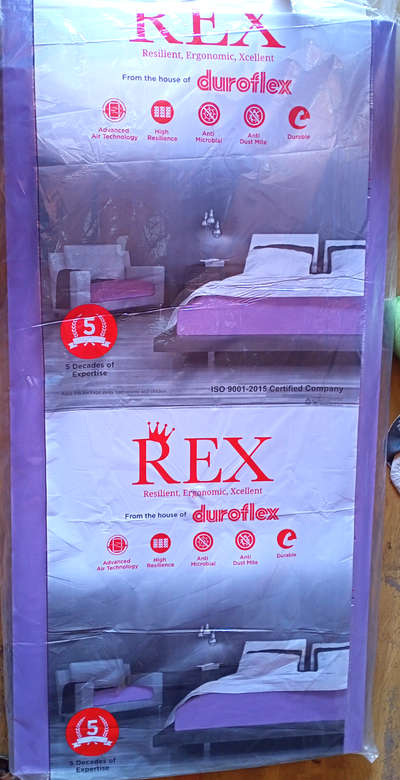 REX
Resilient, Ergonomic, Xcellent
From the house of duroflex
Advanced Air Technology
High Resilience
Anti Microbial
Anti Dust Mite
Durable
5
5 Decades of
Expertise
ISO 9001-2015 Certified Company
REX
Resilient, Ergonomic, Xcellent
From the house of duroflex
Advanced Air Technology
High Resilience
Anti Microbial
Anti Dust Mite
Durable
5
5 Decades of
Expertise